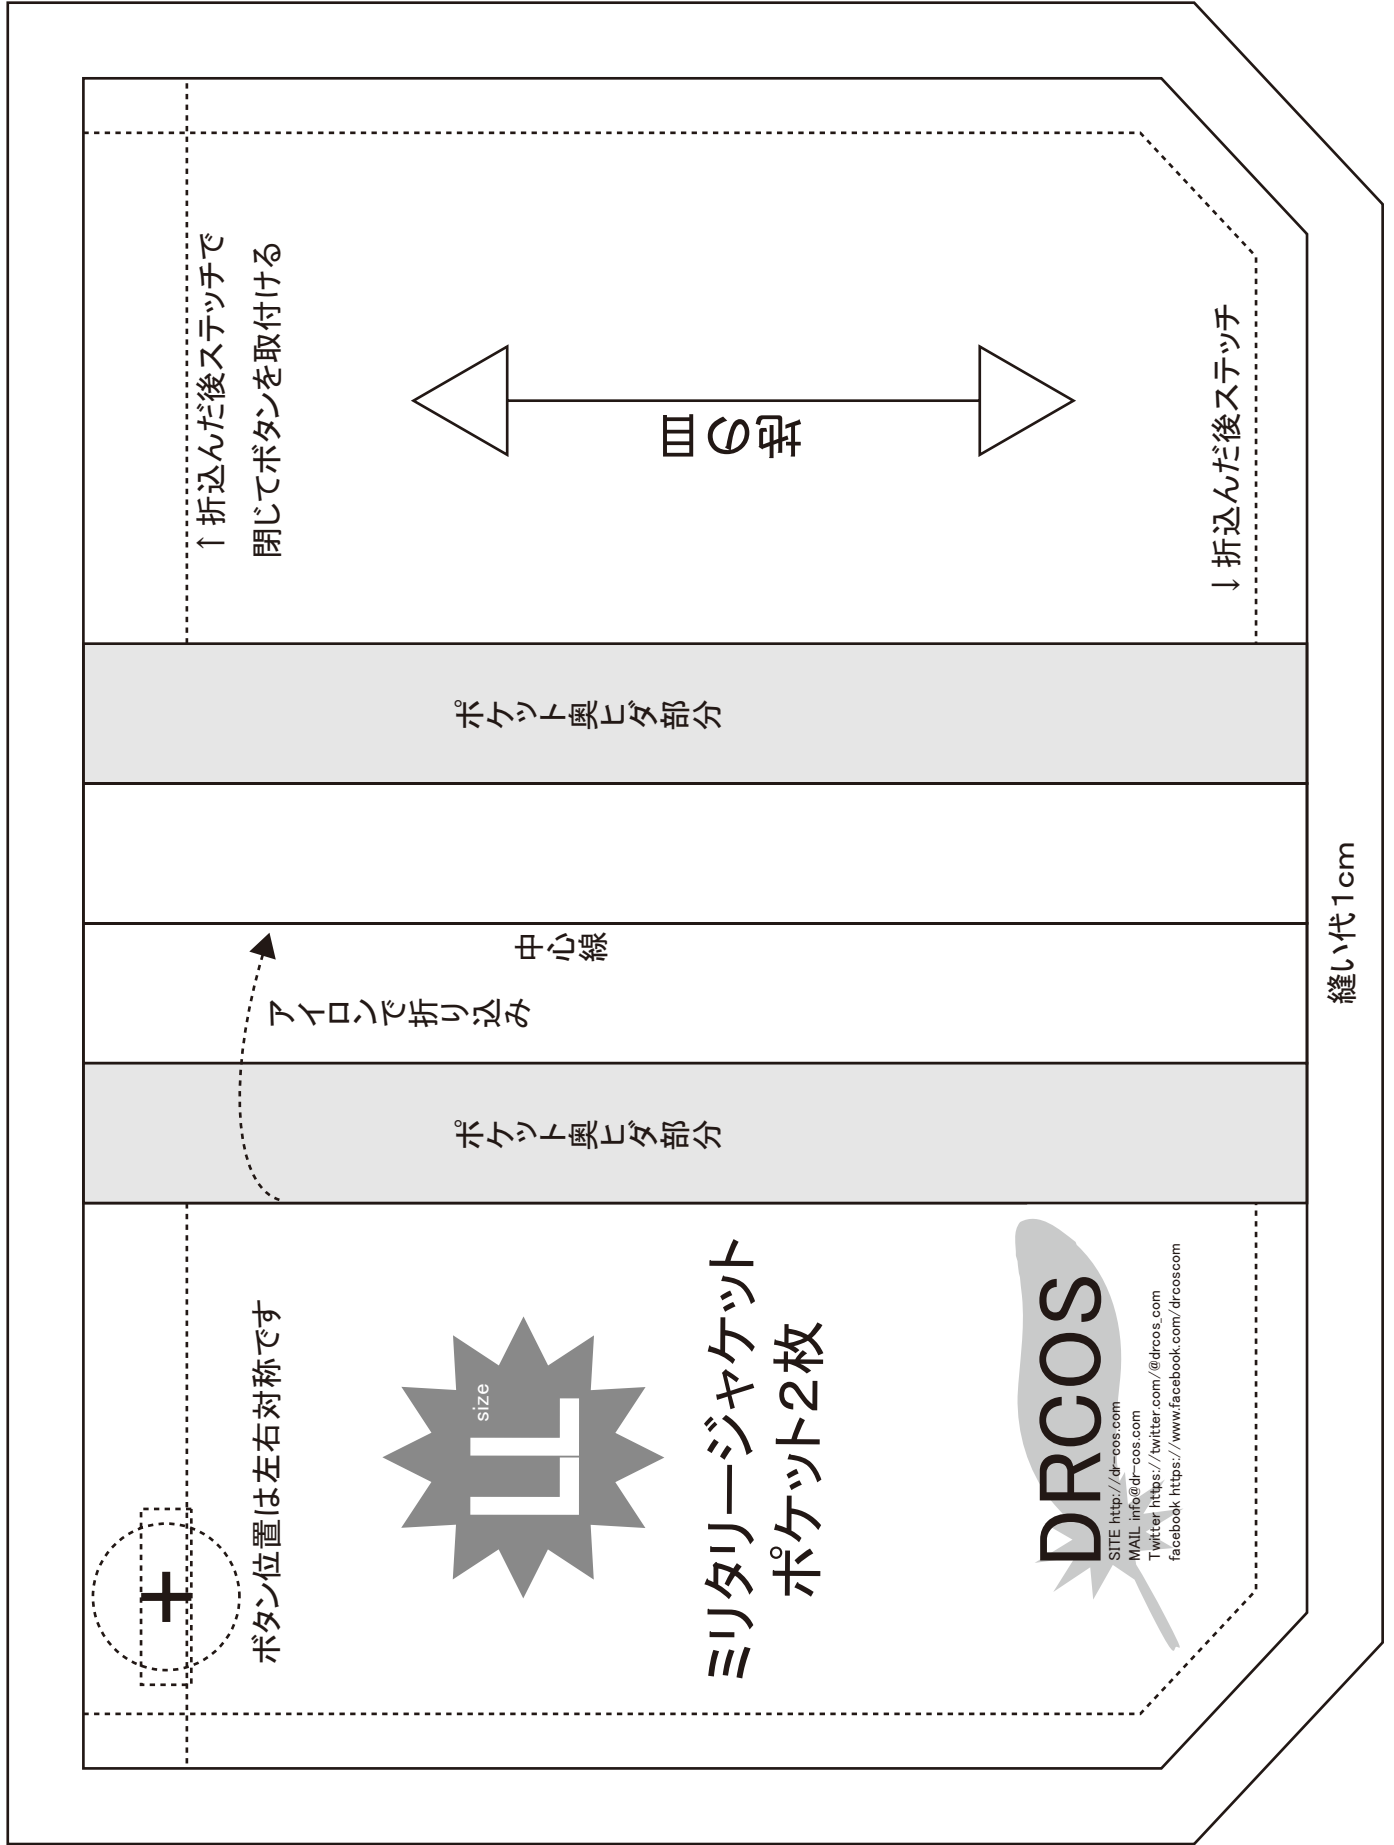 ↑折込んだ後ステッチで
閉じてボタンを取付ける
地の目
↓折込んだ後ステッチ
ポケット奥ヒダ部分
中心線
アイロンで折り込み
縫い代1cm
ポケット奥ヒダ部分
ボタン位置は左右対称です
size
LL
ミリタリージャケット
ポケット2枚
DRCOS
SITE http://dr-cos.com
MAIL info@dr-cos.com
Twitter https://twitter.com/@drcos_com
facebook https://www.facebook.com/drcoscom